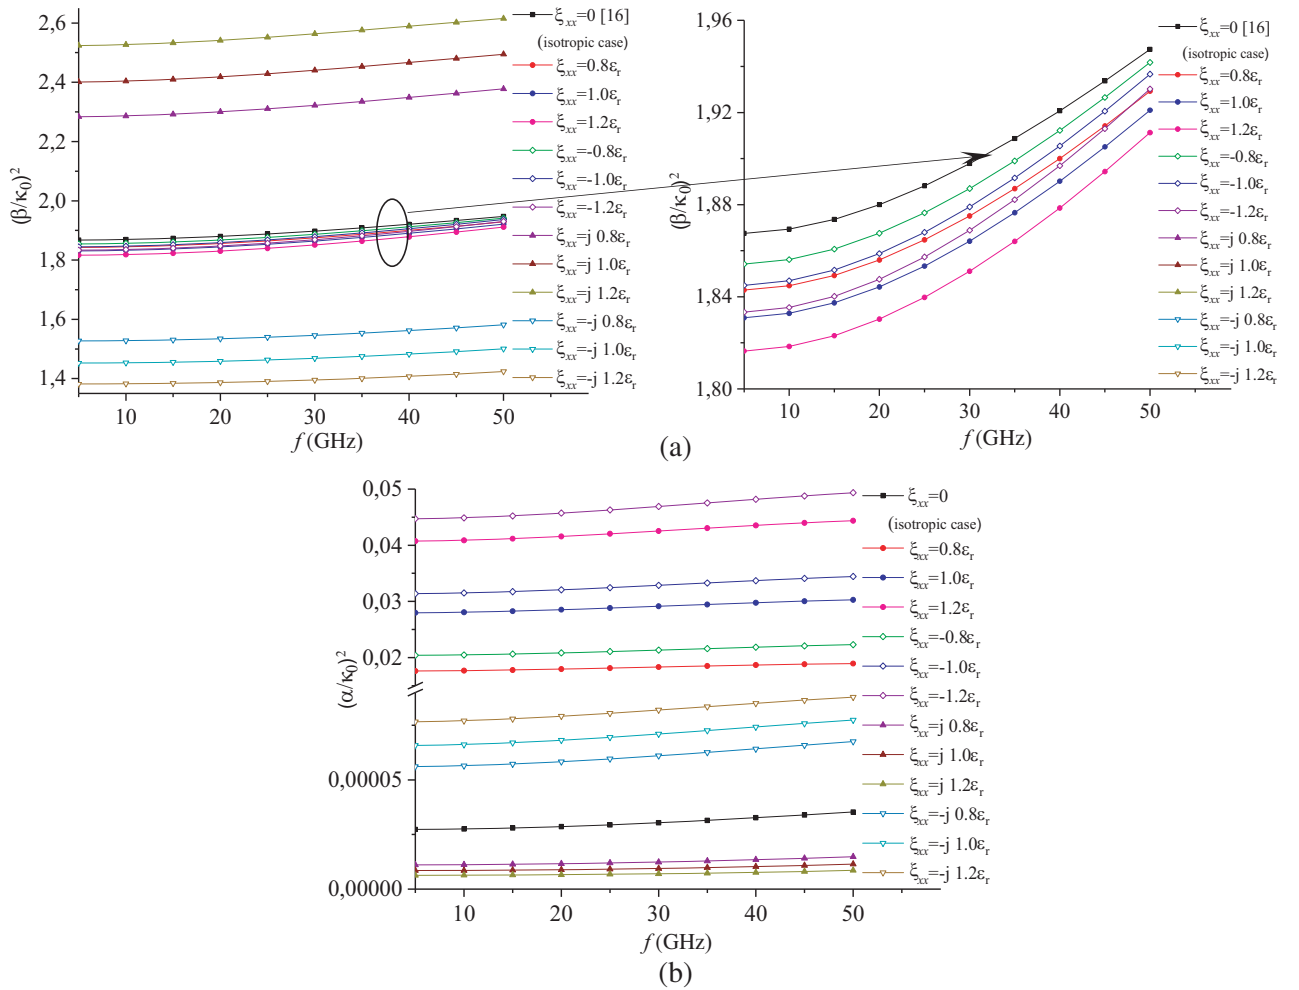 2,6
2,4
2,2
2,0
1,8
1,6
1,4
(β/κ₀)²
10
20
30
40
50
f (GHz)
ξxx=0 [16]
(isotropic case)
ξxx=0.8εr
ξxx=1.0εr
ξxx=1.2εr
ξxx=-0.8εr
ξxx=-1.0εr
ξxx=-1.2εr
ξxx=j 0.8εr
ξxx=j 1.0εr
ξxx=j 1.2εr
ξxx=-j 0.8εr
ξxx=-j 1.0εr
ξxx=-j 1.2εr
1,96
1,92
1,88
1,84
1,80
(β/κ₀)²
10
20
30
40
50
f (GHz)
ξxx=0 [16]
(isotropic case)
ξxx=0.8εr
ξxx=1.0εr
ξxx=1.2εr
ξxx=-0.8εr
ξxx=-1.0εr
ξxx=-1.2εr
ξxx=j 0.8εr
ξxx=j 1.0εr
ξxx=j 1.2εr
ξxx=-j 0.8εr
ξxx=-j 1.0εr
ξxx=-j 1.2εr
(a)
0,05
0,04
0,03
0,02
0,00005
0,00000
(α/κ₀)²
10
20
30
40
50
f (GHz)
ξxx=0
(isotropic case)
ξxx=0.8εr
ξxx=1.0εr
ξxx=1.2εr
ξxx=-0.8εr
ξxx=-1.0εr
ξxx=-1.2εr
ξxx=j 0.8εr
ξxx=j 1.0εr
ξxx=j 1.2εr
ξxx=-j 0.8εr
ξxx=-j 1.0εr
ξxx=-j 1.2εr
(b)